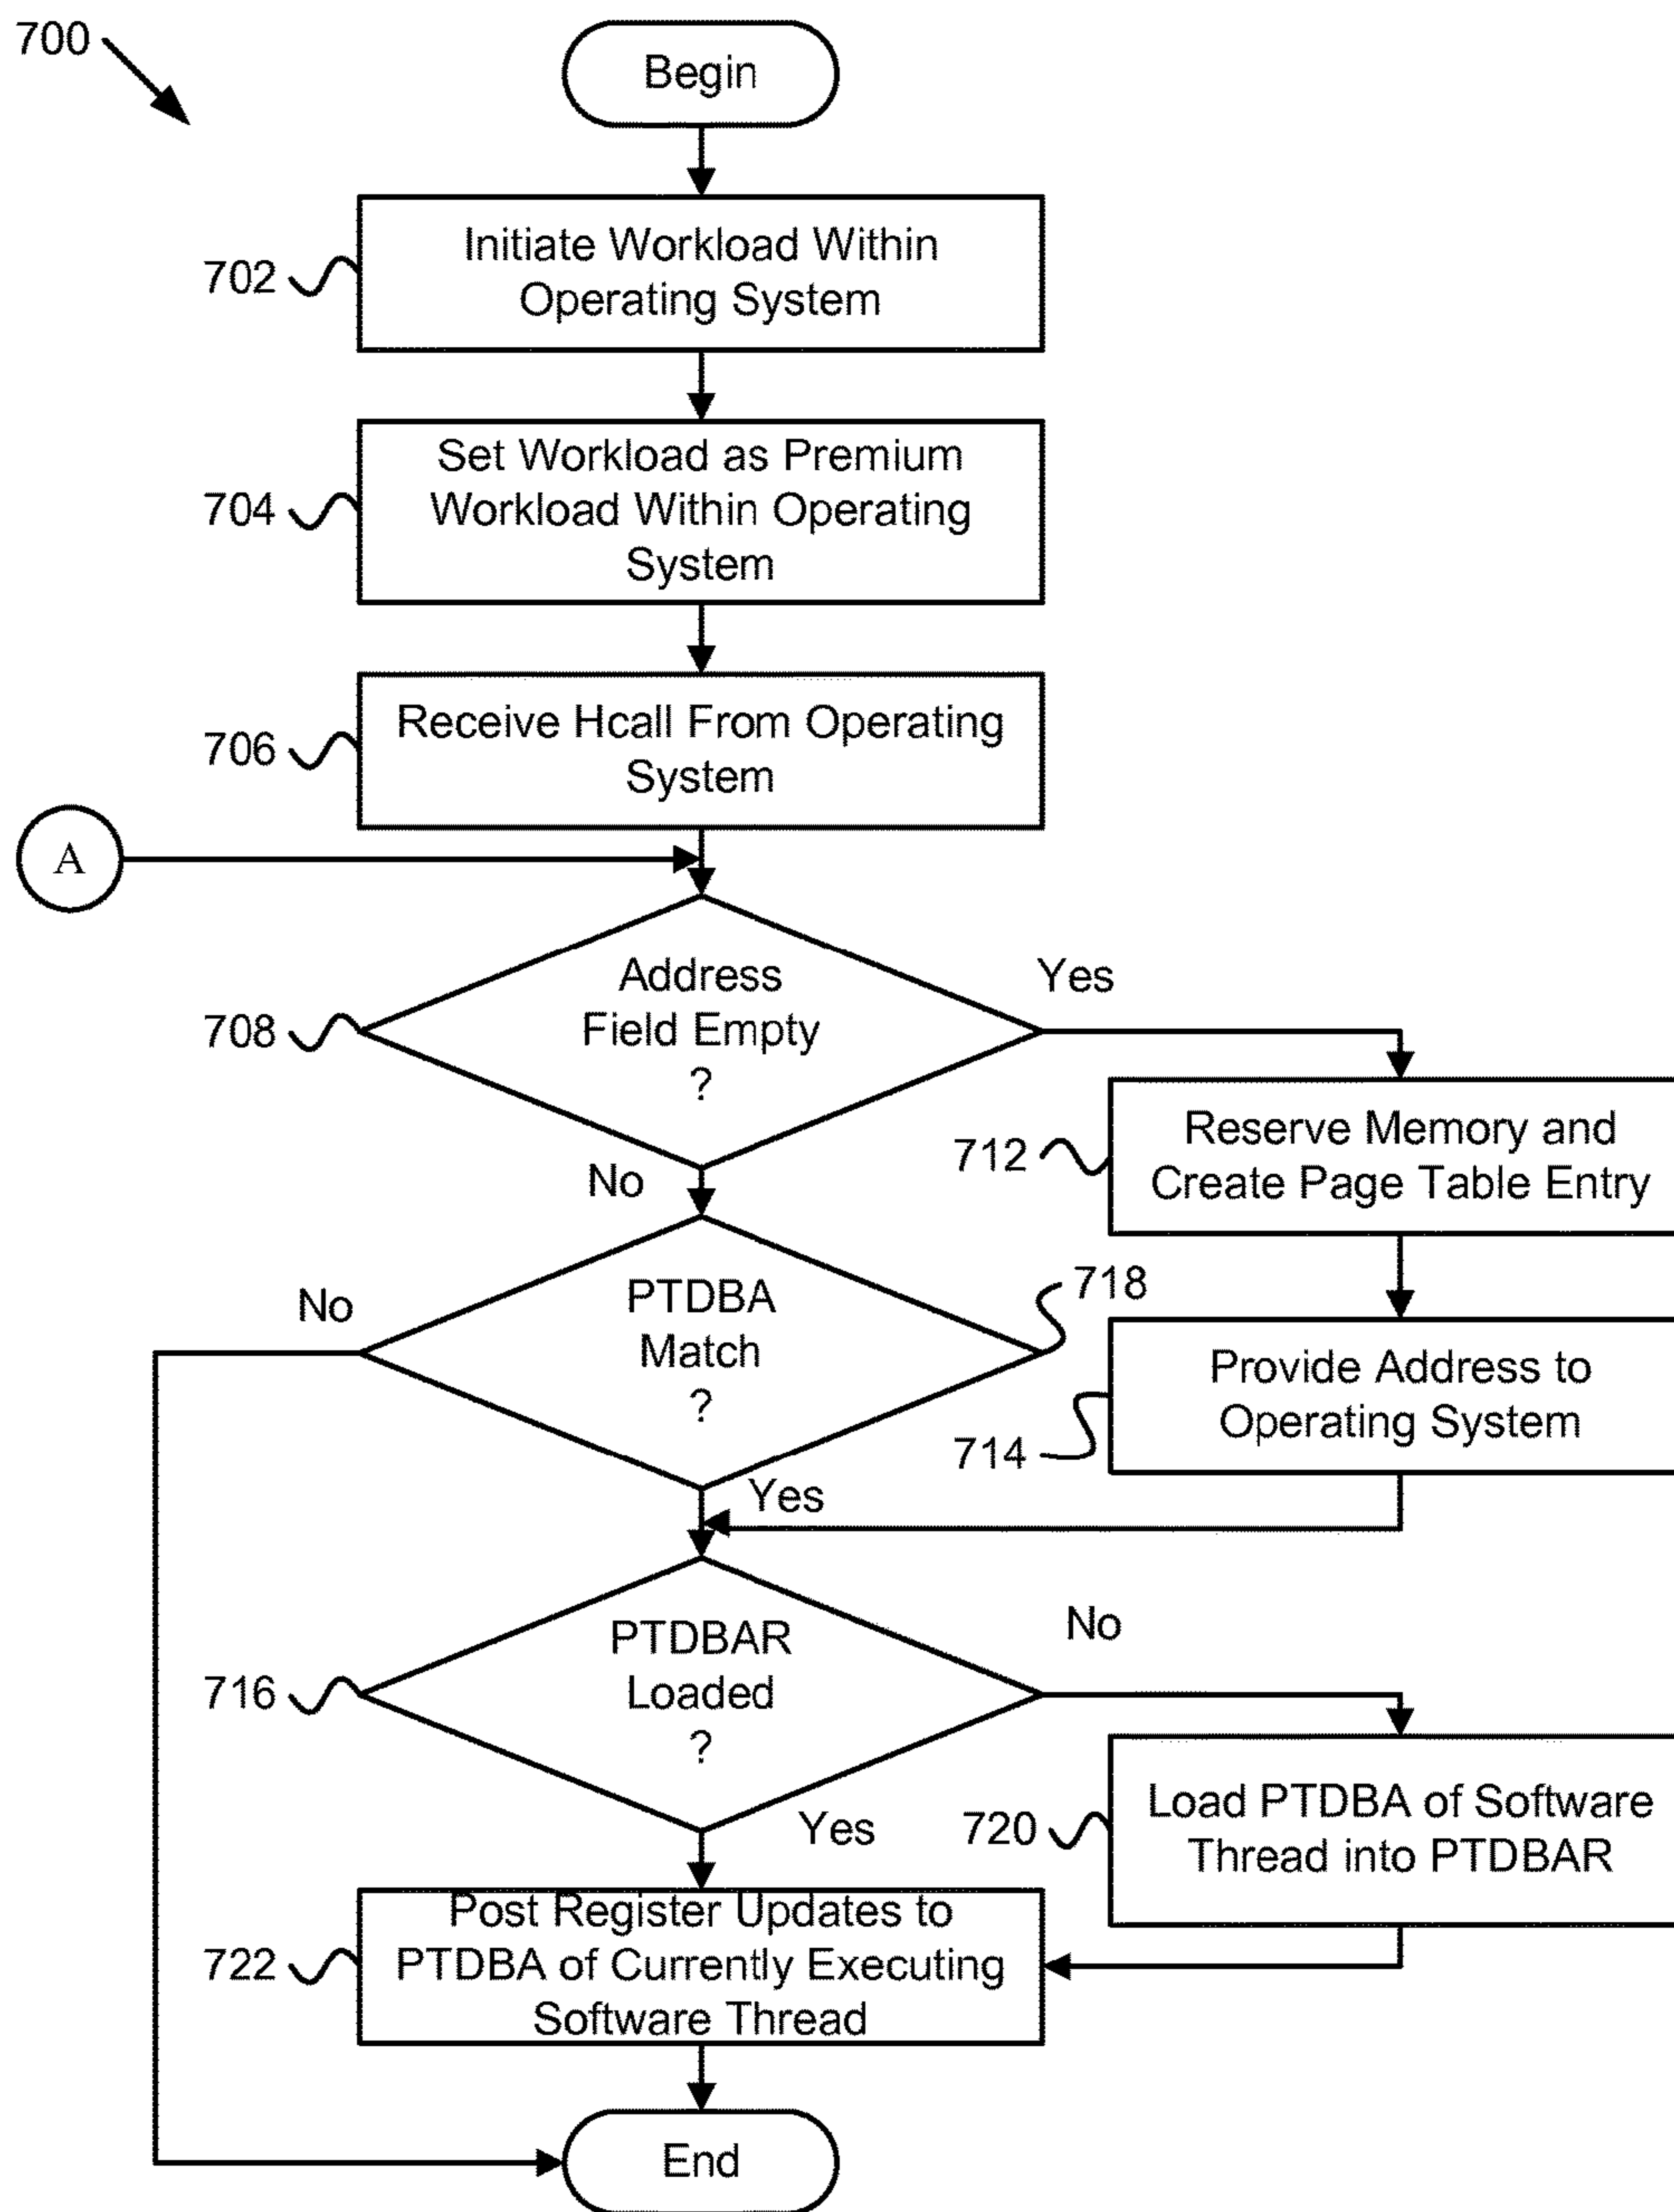 700
Begin
702
Initiate Workload Within
Operating System
704
Set Workload as Premium
Workload Within Operating
System
706
Receive Hcall From Operating
System
A
708
Address
Field Empty
?
Yes
No
712
Reserve Memory and
Create Page Table Entry
718
PTDBA
Match
?
No
Yes
714
Provide Address to
Operating System
716
PTDBAR
Loaded
?
No
Yes
720
Load PTDBA of Software
Thread into PTDBAR
722
Post Register Updates to
PTDBA of Currently Executing
Software Thread
End